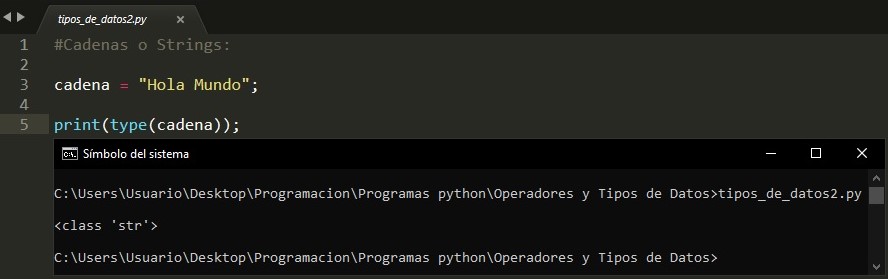 tipos_de_datos2.py
1 #Cadenas o Strings:
2
3 cadena = "Hola Mundo";
4
5 print(type(cadena));
Símbolo del sistema
C:\Users\Usuario\Desktop\Programacion\Programas python\Operadores y Tipos de Datos>tipos_de_datos2.py
<class 'str'>
C:\Users\Usuario\Desktop\Programacion\Programas python\Operadores y Tipos de Datos>